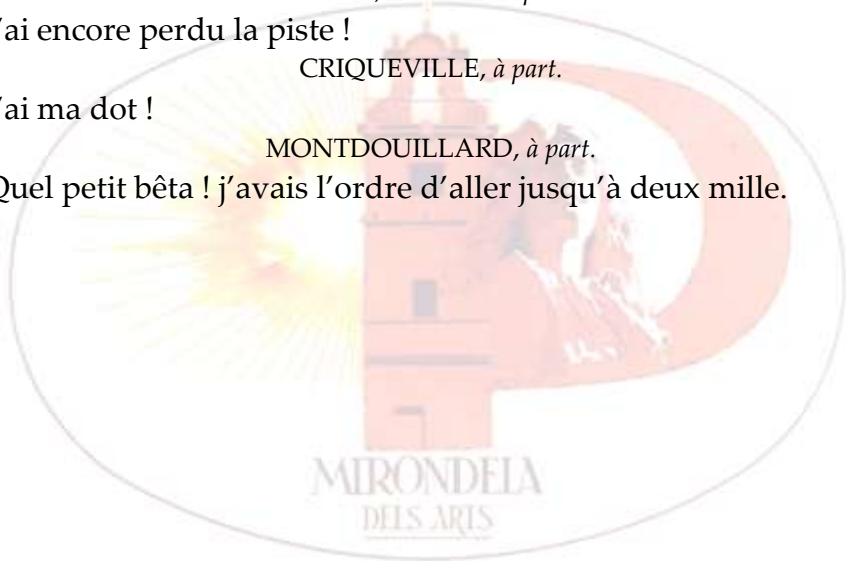 'ai encore perdu la piste !
CRIQUEVILLE, à part.
'ai ma dot !
MONTDOUILLARD, à part.
Quel petit bêta ! j'avais l'ordre d'aller jusqu'à deux mille.
MIRONDELA
DELS ARTS